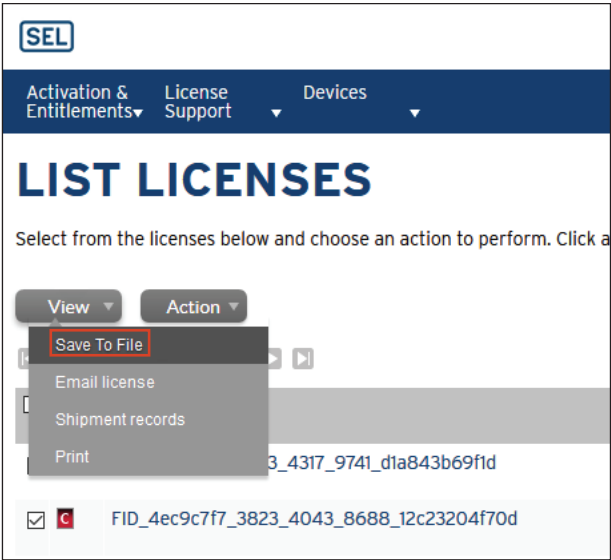 SEL
Activation & Entitlements License Support Devices
LIST LICENSES
Select from the licenses below and choose an action to perform. Click a
View Action
Save To File
Email license
Shipment records
Print
3_4317_9741_d1a843b69f1d
C FID_4ec9c7f7_3823_4043_8688_12c23204f70d